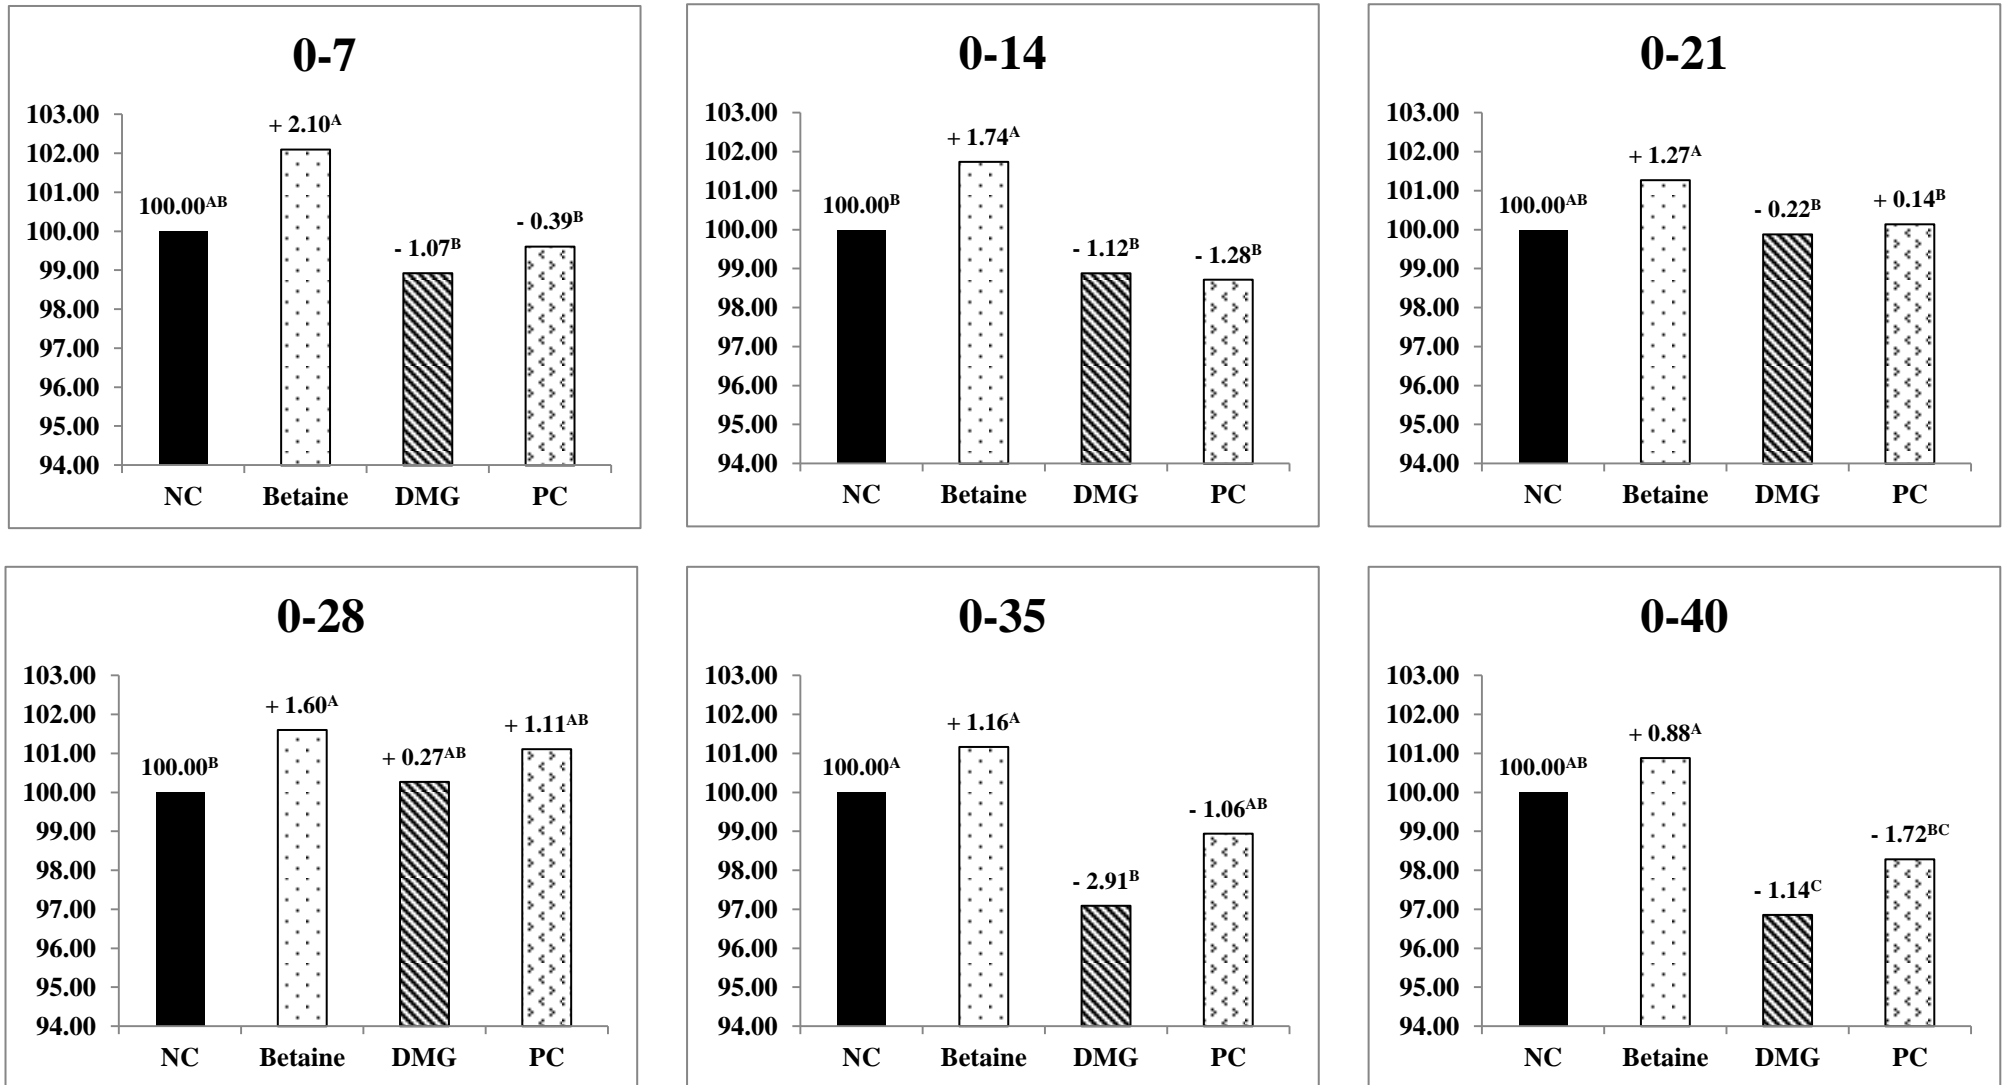 0-7
103.00
102.00
101.00
100.00
99.00
98.00
97.00
96.00
95.00
94.00
100.00AB
+ 2.10A
- 1.07B
- 0.39B
NC Betaine DMG PC
0-14
103.00
102.00
101.00
100.00
99.00
98.00
97.00
96.00
95.00
94.00
100.00B
+ 1.74A
- 1.12B
- 1.28B
NC Betaine DMG PC
0-21
103.00
102.00
101.00
100.00
99.00
98.00
97.00
96.00
95.00
94.00
100.00AB
+ 1.27A
- 0.22B
+ 0.14B
NC Betaine DMG PC
0-28
103.00
102.00
101.00
100.00
99.00
98.00
97.00
96.00
95.00
94.00
100.00B
+ 1.60A
+ 0.27AB
+ 1.11AB
NC Betaine DMG PC
0-35
103.00
102.00
101.00
100.00
99.00
98.00
97.00
96.00
95.00
94.00
100.00A
+ 1.16A
- 2.91B
- 1.06AB
NC Betaine DMG PC
0-40
103.00
102.00
101.00
100.00
99.00
98.00
97.00
96.00
95.00
94.00
100.00AB
+ 0.88A
- 1.14C
- 1.72BC
NC Betaine DMG PC